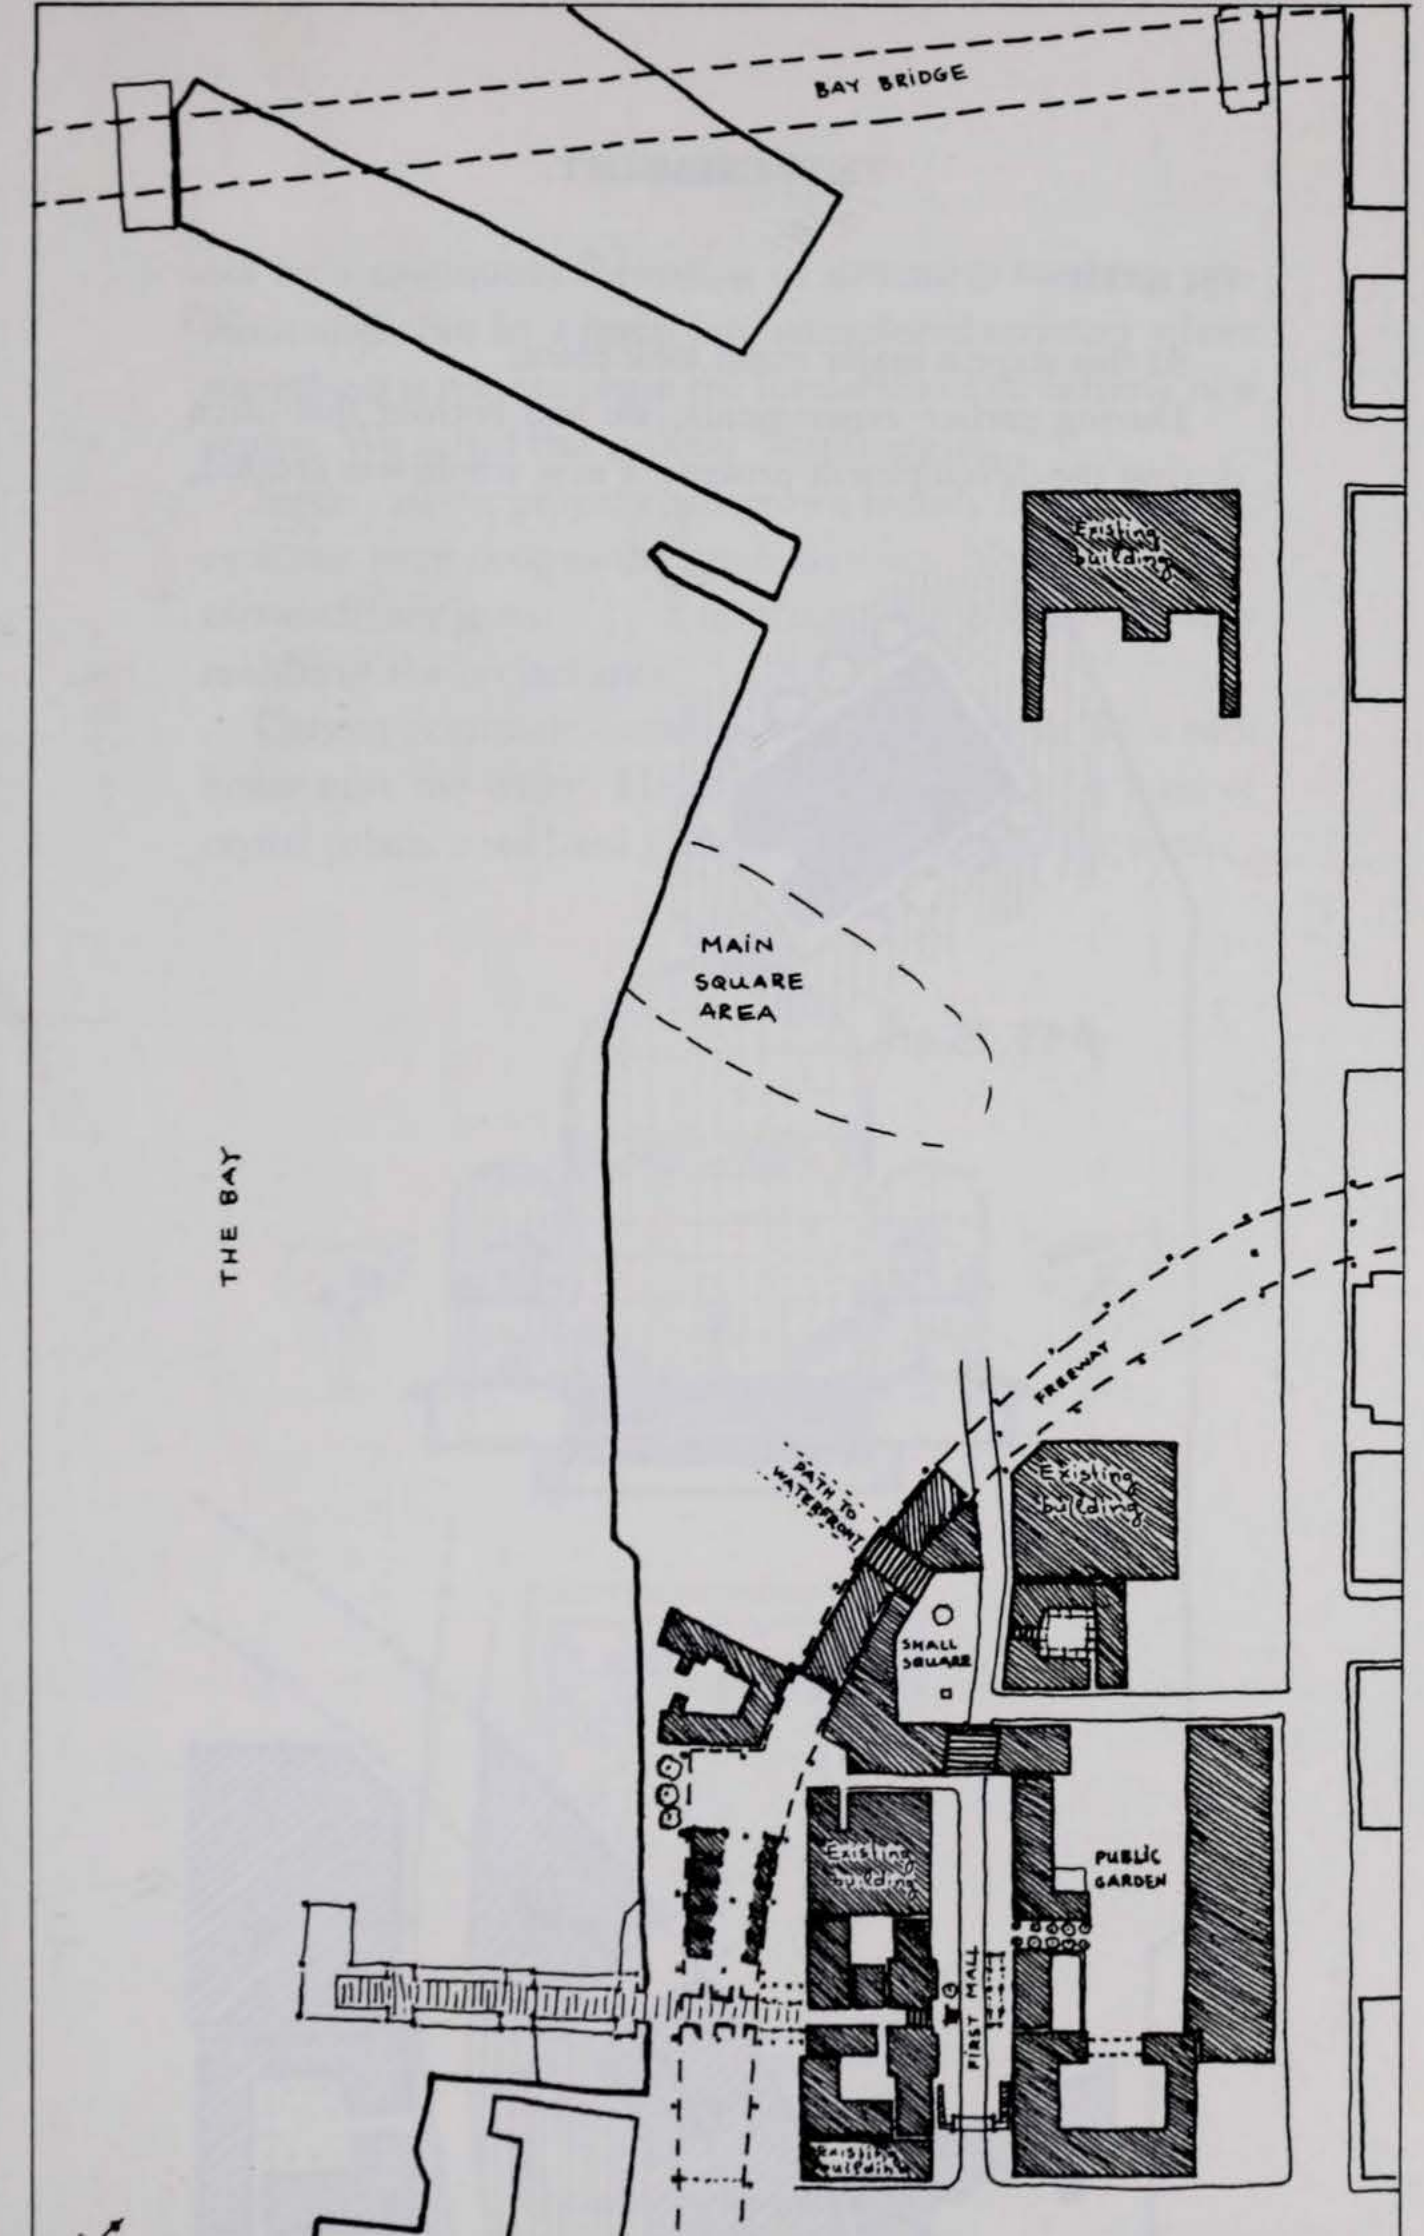 BAY BRIDGE
Existing
building
MAIN
SQUARE
AREA
THE BAY
FREEWAY
PATH TO
WATERFRONT
Existing
building
SMALL
SQUARE
Existing
building
PUBLIC
GARDEN
FIRST MALL
Existing
building